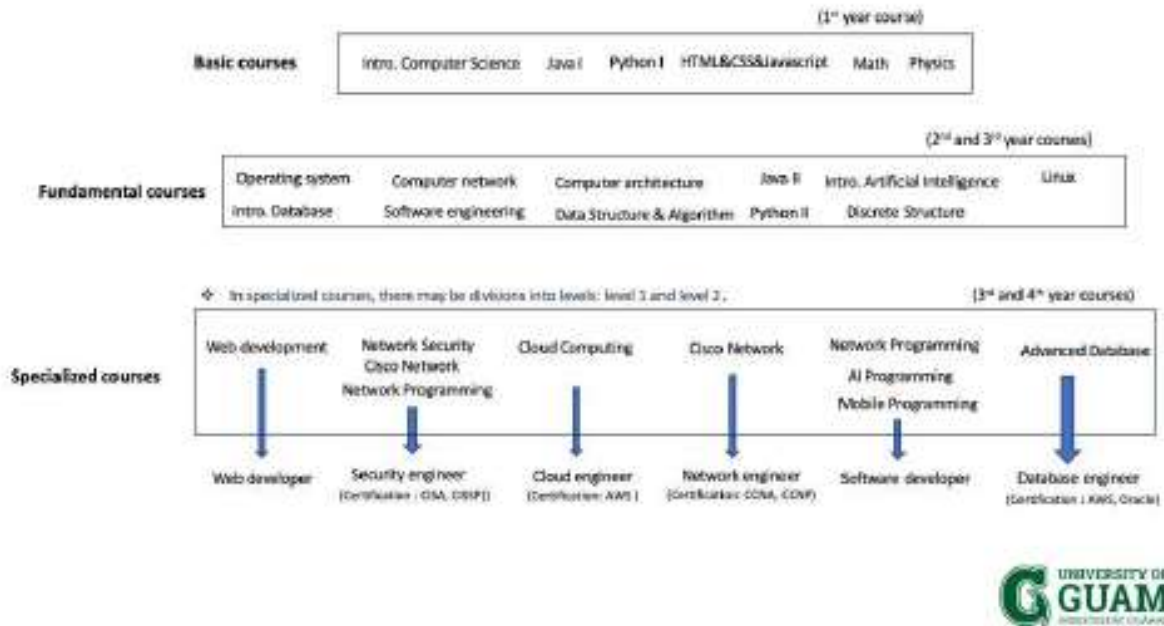 (1st year course)
Basic courses
Intro. Computer Science Java I Python I HTML&CSS&Javascript Math Physics
(2nd and 3rd year courses)
Fundamental courses
Operating system Computer network Computer architecture Java II Intro. Artificial Intelligence Linux
Intro. Database Software engineering Data Structure & Algorithm Python II Discrete Structure
❖ In specialized courses, there may be divisions into levels: level 1 and level 2.
(3rd and 4th year courses)
Specialized courses
Web development
Network Security
Cisco Network
Network Programming
Cloud Computing
Cisco Network
Network Programming
AI Programming
Mobile Programming
Advanced Database
Web developer
Security engineer
(Certification :
Cloud engineer
(Certification: AWS )
Network engineer
(Certification: CCNA, CCNP)
Software developer
Database engineer
(Certification : AWS, Oracle)
UNIVERSITY OF
GUAM